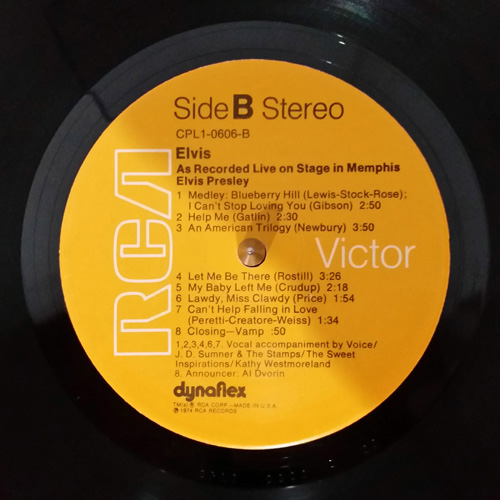 Side B Stereo
CPL1-0606-B
Elvis
As Recorded Live on Stage in Memphis
Elvis Presley
1 Medley: Blueberry Hill (Lewis-Stock-Rose);
I Can't Stop Loving You (Gibson) 2:50
2 Help Me (Gatlin) 2:30
3 An American Trilogy (Newbury) 3:50
RCA
Victor
4 Let Me Be There (Rostill) 3:26
5 My Baby Left Me (Crudup) 2:18
6 Lawdy, Miss Clawdy (Price) 1:54
7 Can't Help Falling in Love
(Peretti-Creatore-Weiss) 1:34
8 Closing—Vamp :50
1,2,3,4,6,7. Vocal accompaniment by Voice/
J. D. Sumner & The Stamps/The Sweet
Inspirations/Kathy Westmoreland
8. Announcer: Al Dvorin
dynaflex
TM(s) ® RCA CORP.—MADE IN U.S.A.
℗ 1974 RCA RECORDS